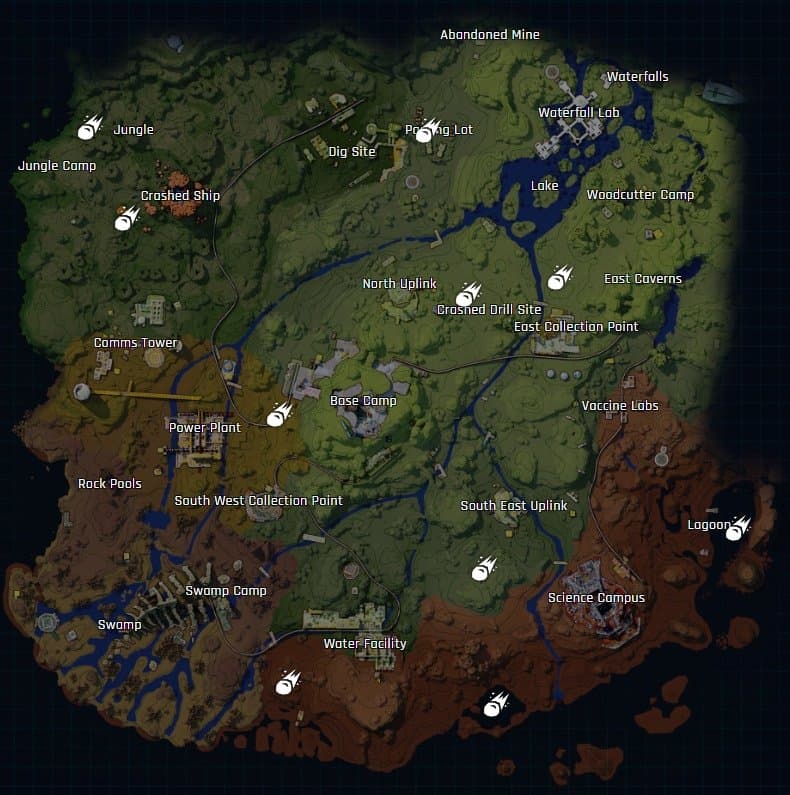 Abandoned Mine
Waterfalls
Waterfall Lab
Jungle
Parking Lot
Dig Site
Jungle Camp
Crashed Ship
Lake
Woodcutter Camp
North Uplink
East Caverns
Crashed Drill Site
East Collection Point
Comms Tower
Base Camp
Vaccine Labs
Power Plant
Rock Pools
South West Collection Point
South East Uplink
Lagoon
Swamp Camp
Science Campus
Swamp
Water Facility